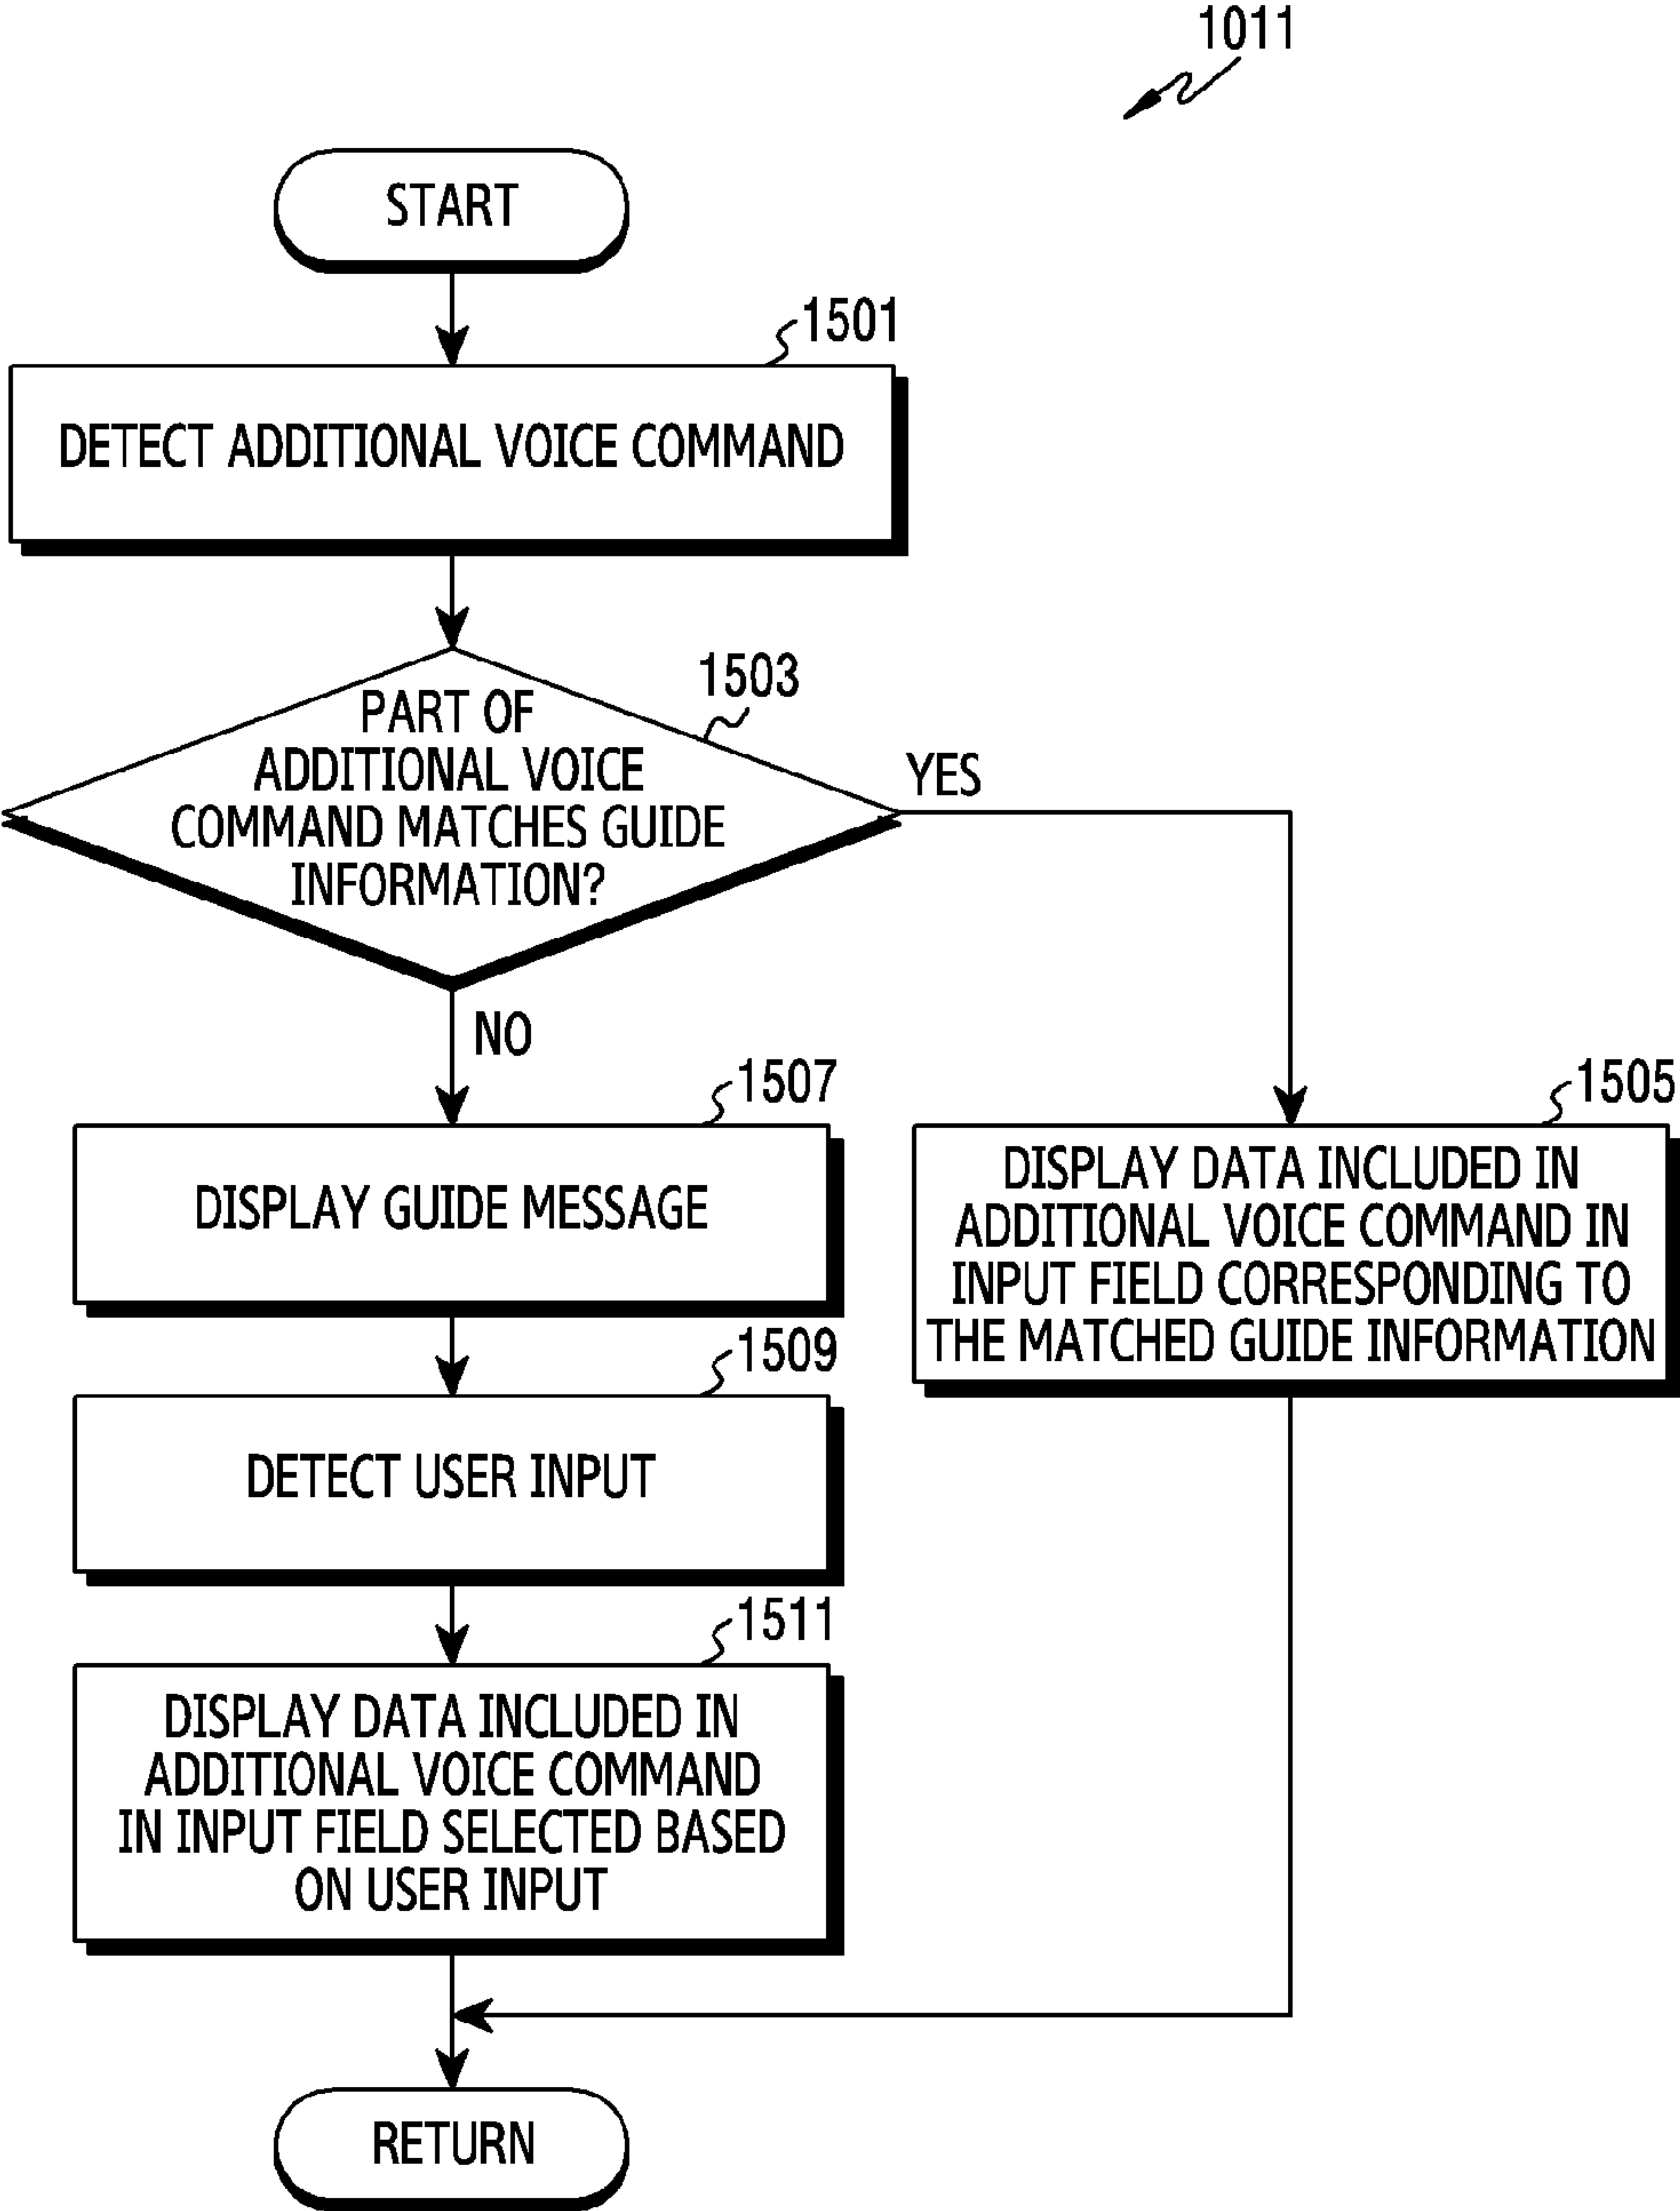 1011
START
1501
DETECT ADDITIONAL VOICE COMMAND
1503
PART OF
ADDITIONAL VOICE
COMMAND MATCHES GUIDE
INFORMATION?
YES
NO
1507
DISPLAY GUIDE MESSAGE
1505
DISPLAY DATA INCLUDED IN
ADDITIONAL VOICE COMMAND IN
INPUT FIELD CORRESPONDING TO
THE MATCHED GUIDE INFORMATION
1509
DETECT USER INPUT
1511
DISPLAY DATA INCLUDED IN
ADDITIONAL VOICE COMMAND
IN INPUT FIELD SELECTED BASED
ON USER INPUT
RETURN